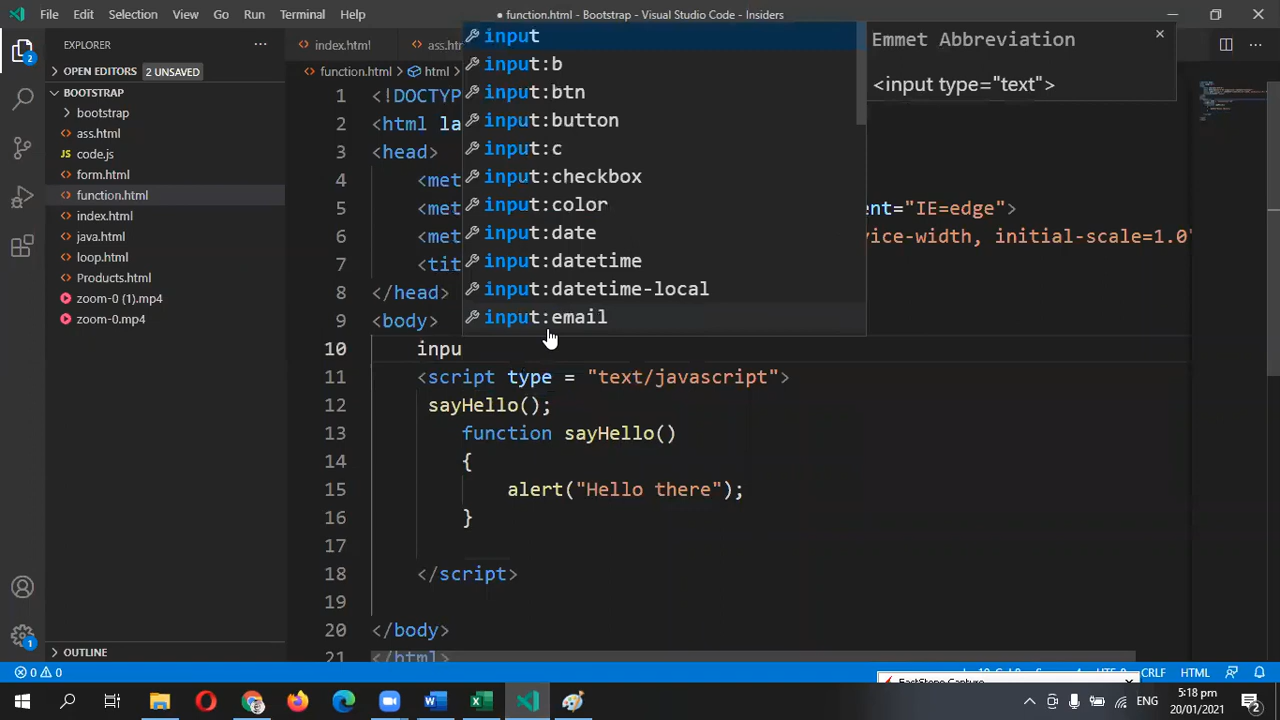 File Edit Selection View Go Run Terminal Help
● function.html - Bootstrap - Visual Studio Code - Insiders
EXPLORER
OPEN EDITORS 2 UNSAVED
BOOTSTRAP
bootstrap
ass.html
code.js
form.html
function.html
index.html
java.html
loop.html
Products.html
zoom-0 (1).mp4
zoom-0.mp4
OUTLINE
index.html
function.html > html >
input
input:b
input:btn
input:button
input:c
input:checkbox
input:color
input:date
input:datetime
input:datetime-local
input:email
Emmet Abbreviation ×
<input type="text">
1 <!DOCTYP
2 <html la
3 <head>
4 <met
5 <met ent="IE=edge">
6 <met vice-width, initial-scale=1.0"
7 <tit
8 </head>
9 <body>
10 inpu
11 <script type = "text/javascript">
12 sayHello();
13 function sayHello()
14 {
15 alert("Hello there");
16 }
17
18 </script>
19
20 </body>
21 </html>
2
1
0 0
CRLF HTML
FastStone Capture
ENG
5:18 pm
20/01/2021
2